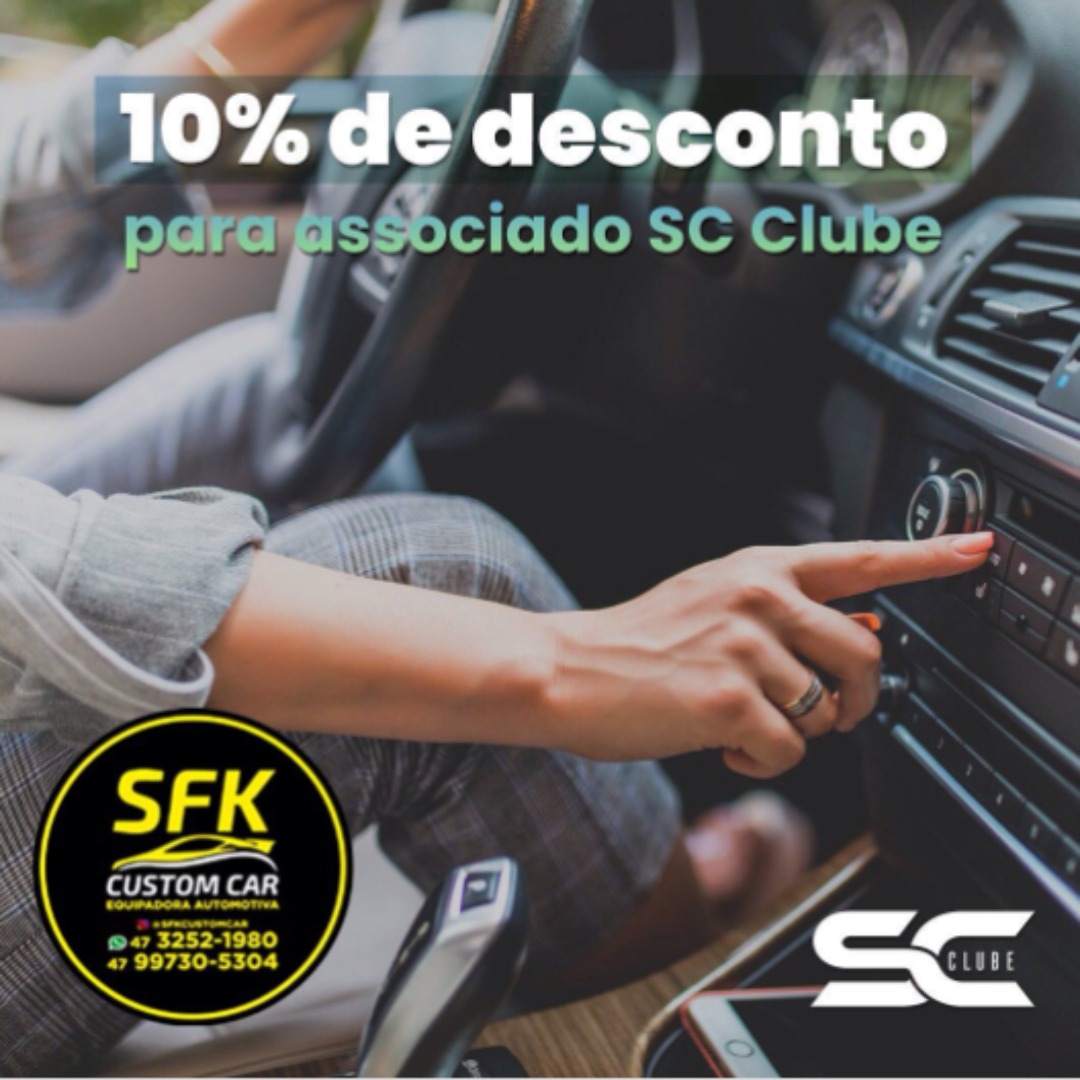 10% de desconto
para associado SC Clube
SFK
CUSTOM CAR
EQUIPADORA AUTOMOTIVA
@SFKCUSTOMCAR
47 3252-1980
47 99730-5304
SC CLUBE